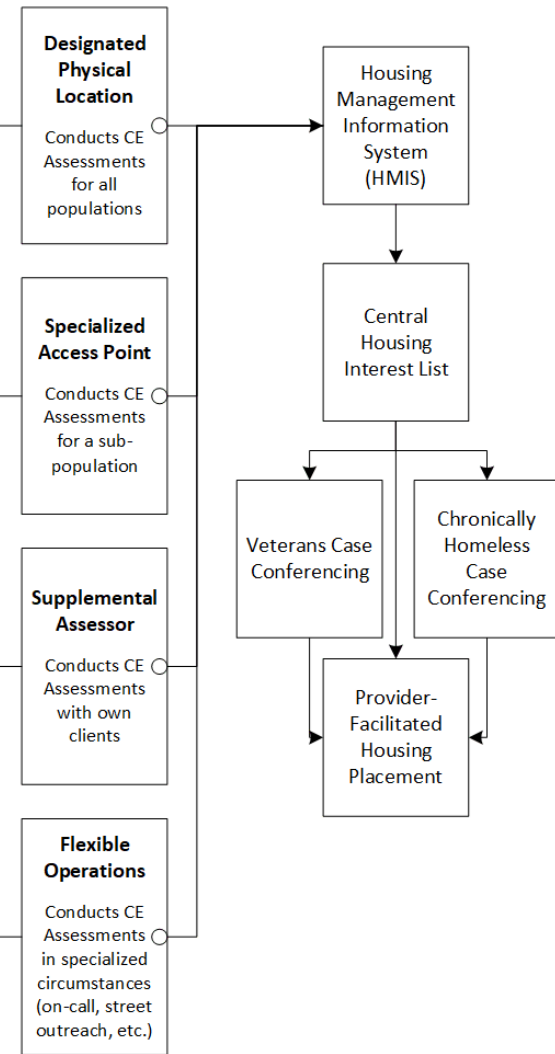 Designated
Physical
Location
Conducts CE
Assessments
for all
populations
Specialized
Access Point
Conducts CE
Assessments
for a sub-
population
Supplemental
Assessor
Conducts CE
Assessments
with own
clients
Flexible
Operations
Conducts CE
Assessments
in specialized
circumstances
(on-call, street
outreach, etc.)
Housing
Management
Information
System
(HMIS)
Central
Housing
Interest List
Veterans Case
Conferencing
Chronically
Homeless
Case
Conferencing
Provider-
Facilitated
Housing
Placement